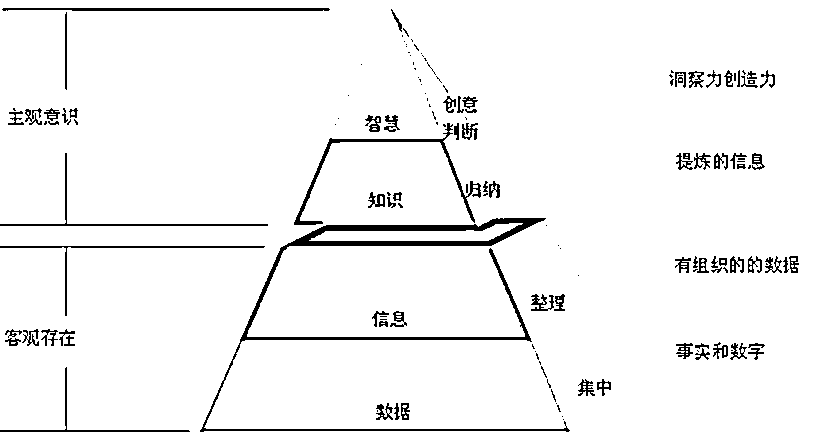 洞察力创造力
创意
主观意识
智慧
判断
提炼的信息
知识
归纳
有组织的的数据
整理
信息
客观存在
事实和数字
集中
数据